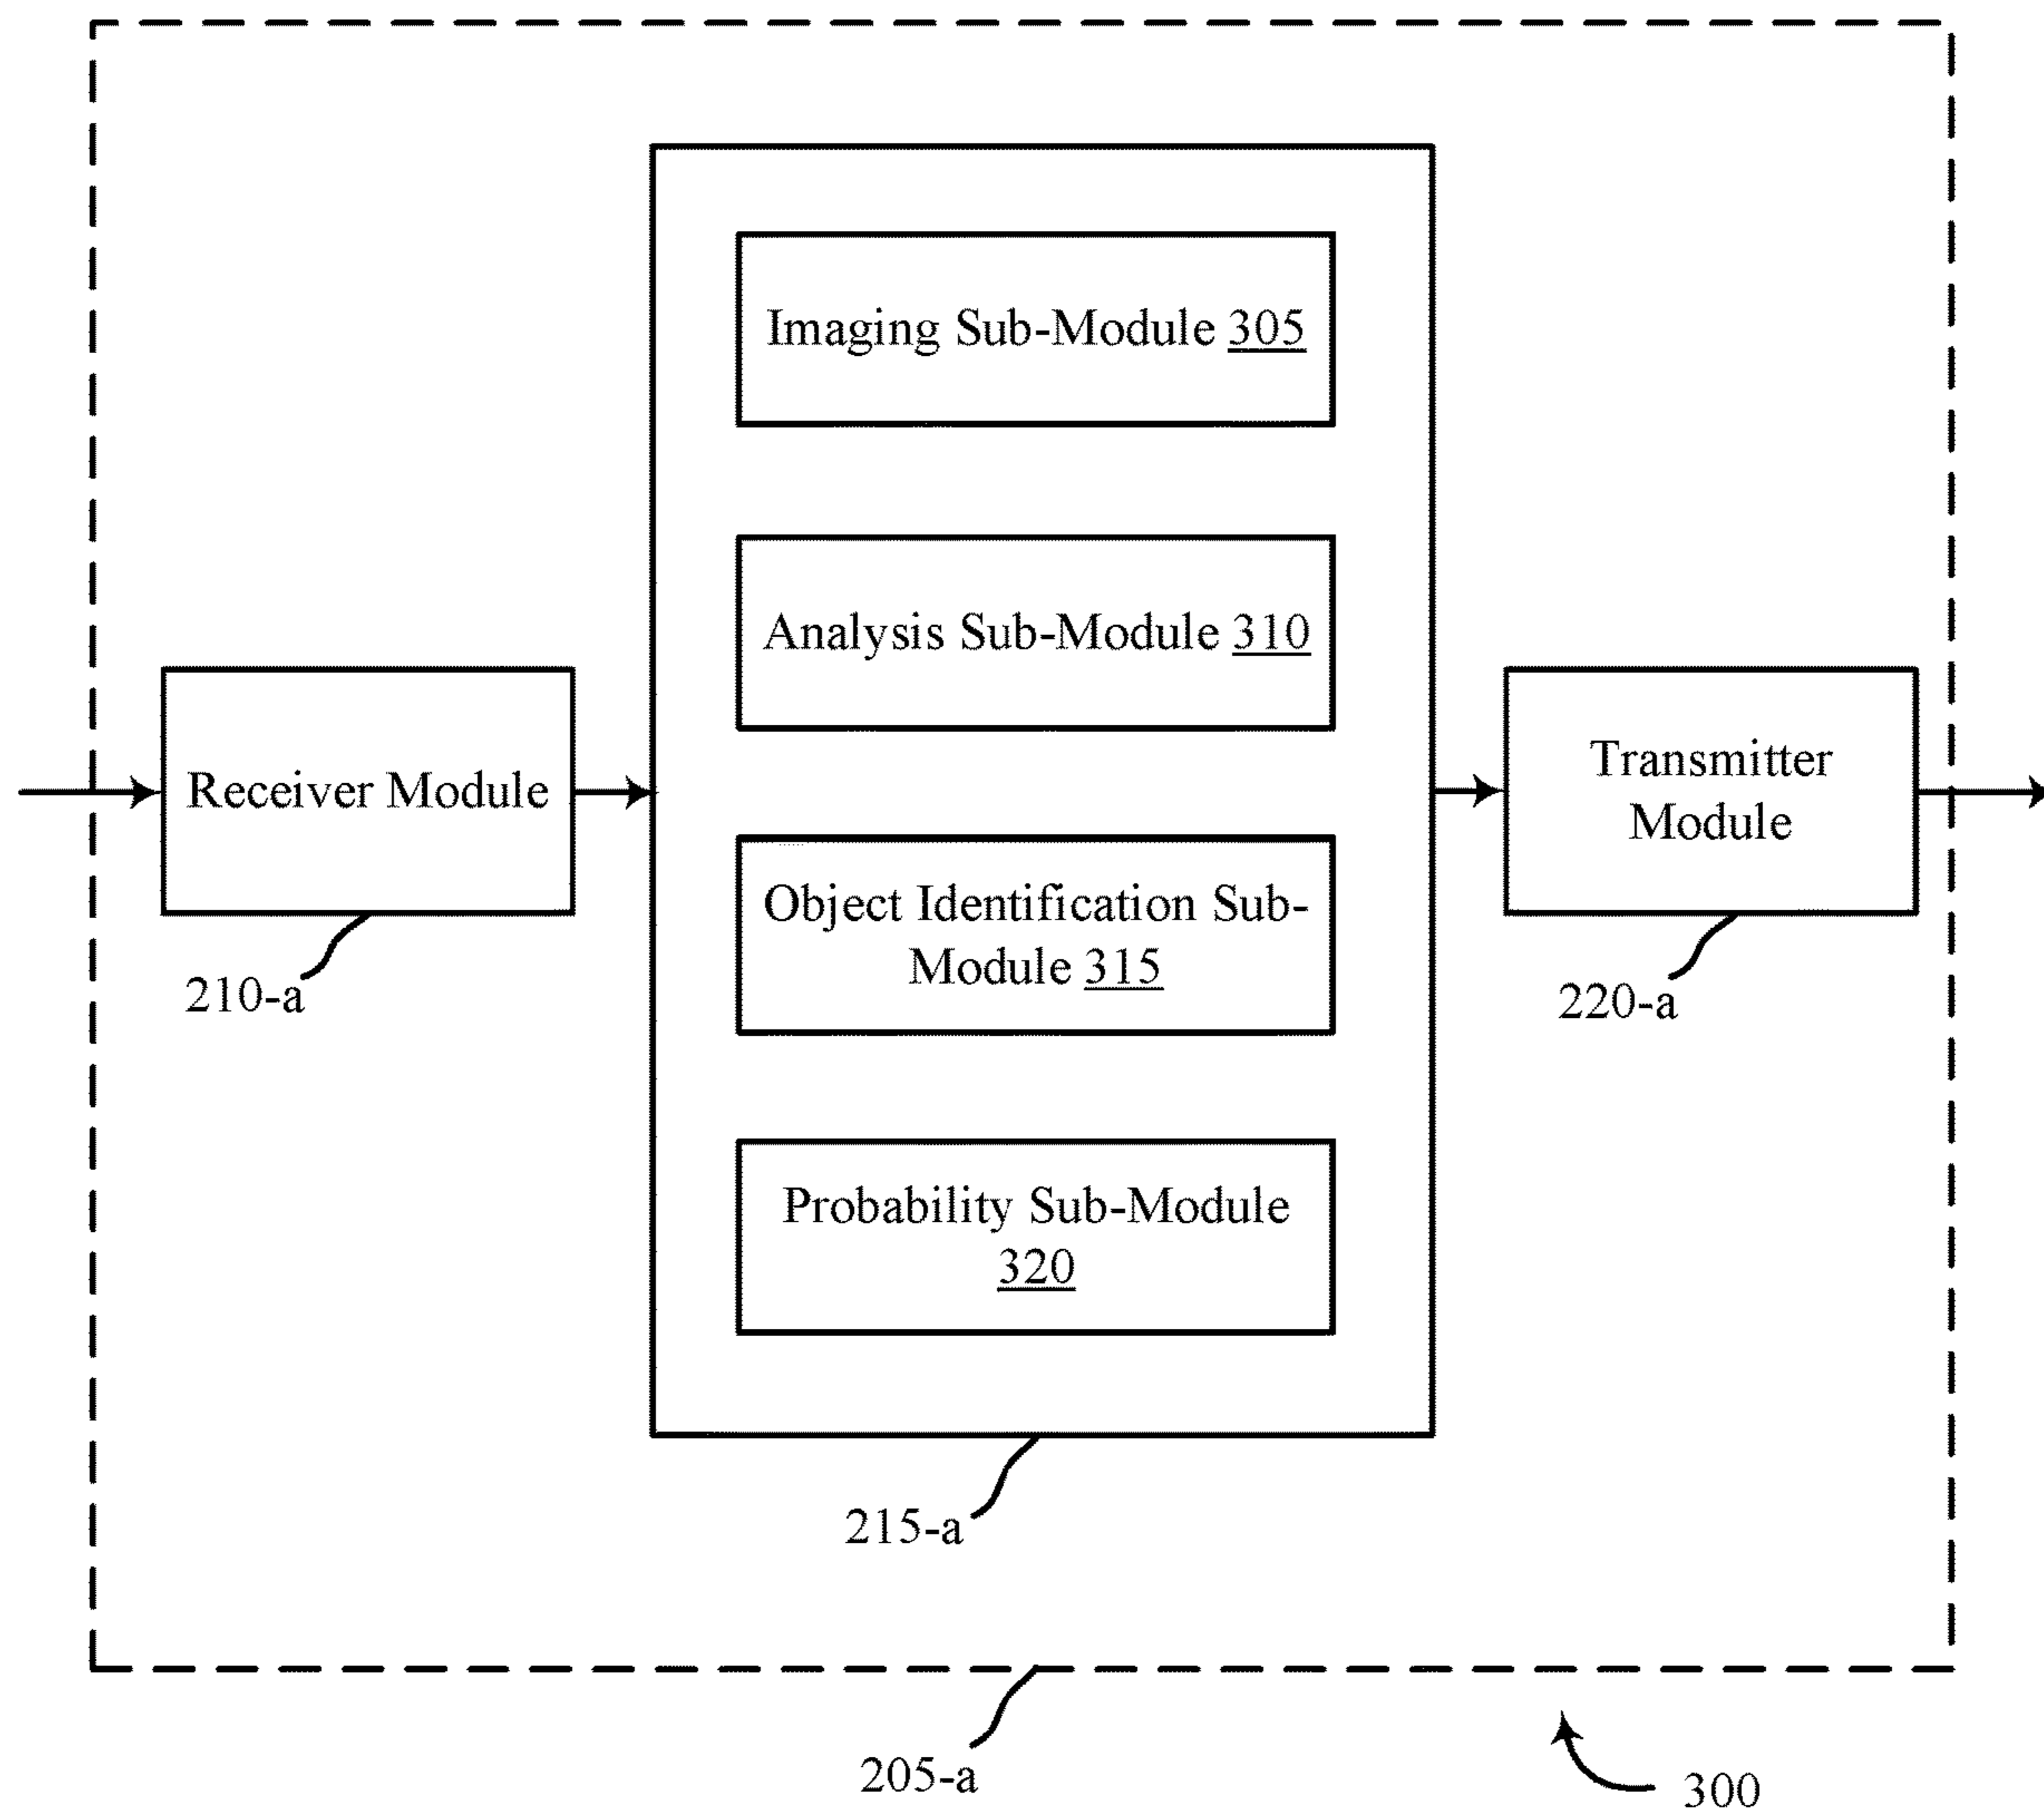 Imaging Sub-Module 305
Analysis Sub-Module 310
Receiver Module
Transmitter
Module
Object Identification Sub-
Module 315
210-a
220-a
Probability Sub-Module
320
215-a
205-a
300